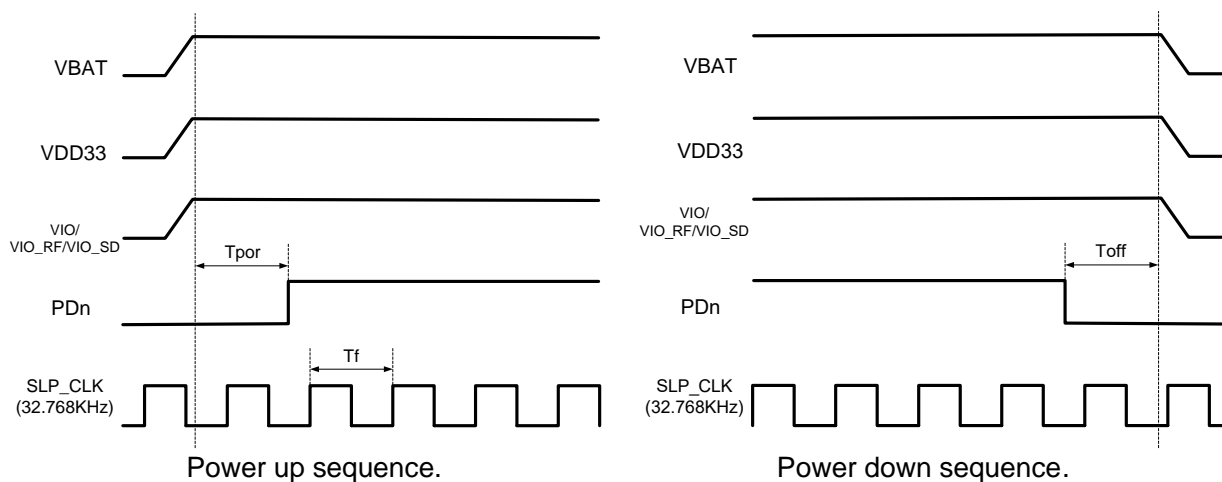 VBAT
VDD33
VIO/
VIO_RF/VIO_SD
Tpor
PDn
Tf
SLP_CLK
(32.768KHz)
Power up sequence.
VBAT
VDD33
VIO/
VIO_RF/VIO_SD
Toff
PDn
SLP_CLK
(32.768KHz)
Power down sequence.